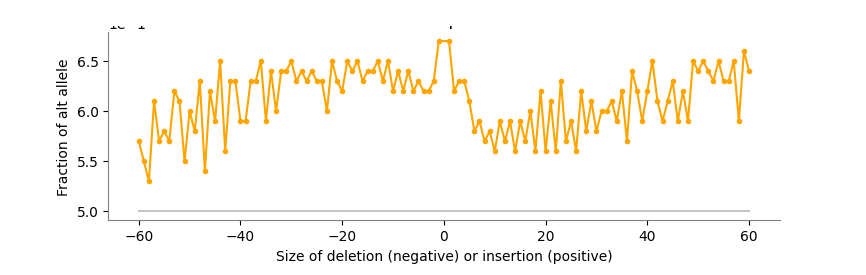 6.5
6.0
5.5
5.0
Fraction of alt allele
−60 −40 −20 0 20 40 60
Size of deletion (negative) or insertion (positive)